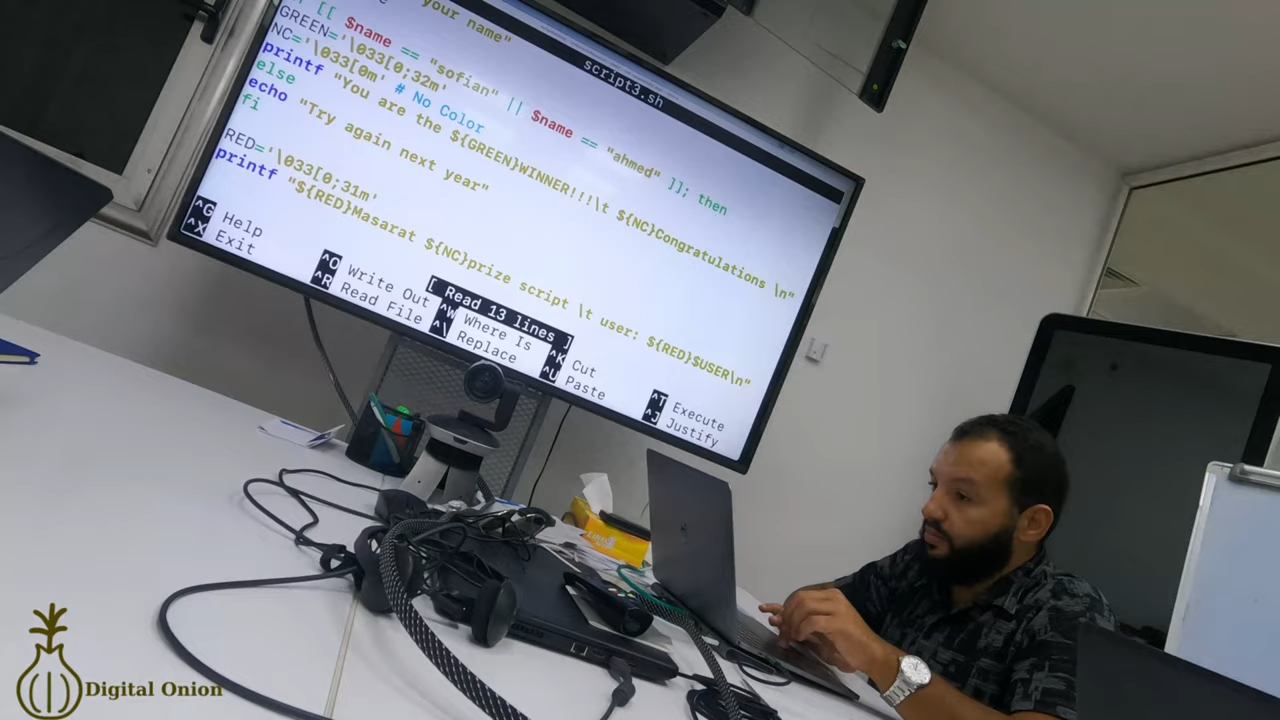 script3.sh
your name"
[[ $name == "sofian" || $name == "ahmed" ]]; then
GREEN='\033[0;32m'
NC='\033[0m' # No Color
printf "You are the ${GREEN}WINNER!!!\t ${NC}Congratulations \n"
else
echo "Try again next year"
fi
RED='\033[0;31m'
printf "${RED}Masarat ${NC}prize script \t user: ${RED}$USER\n"
[ Read 13 lines ]
^G Help ^O Write Out ^W Where Is ^K Cut ^T Execute
^X Exit ^R Read File ^\ Replace ^U Paste ^J Justify
Digital Onion